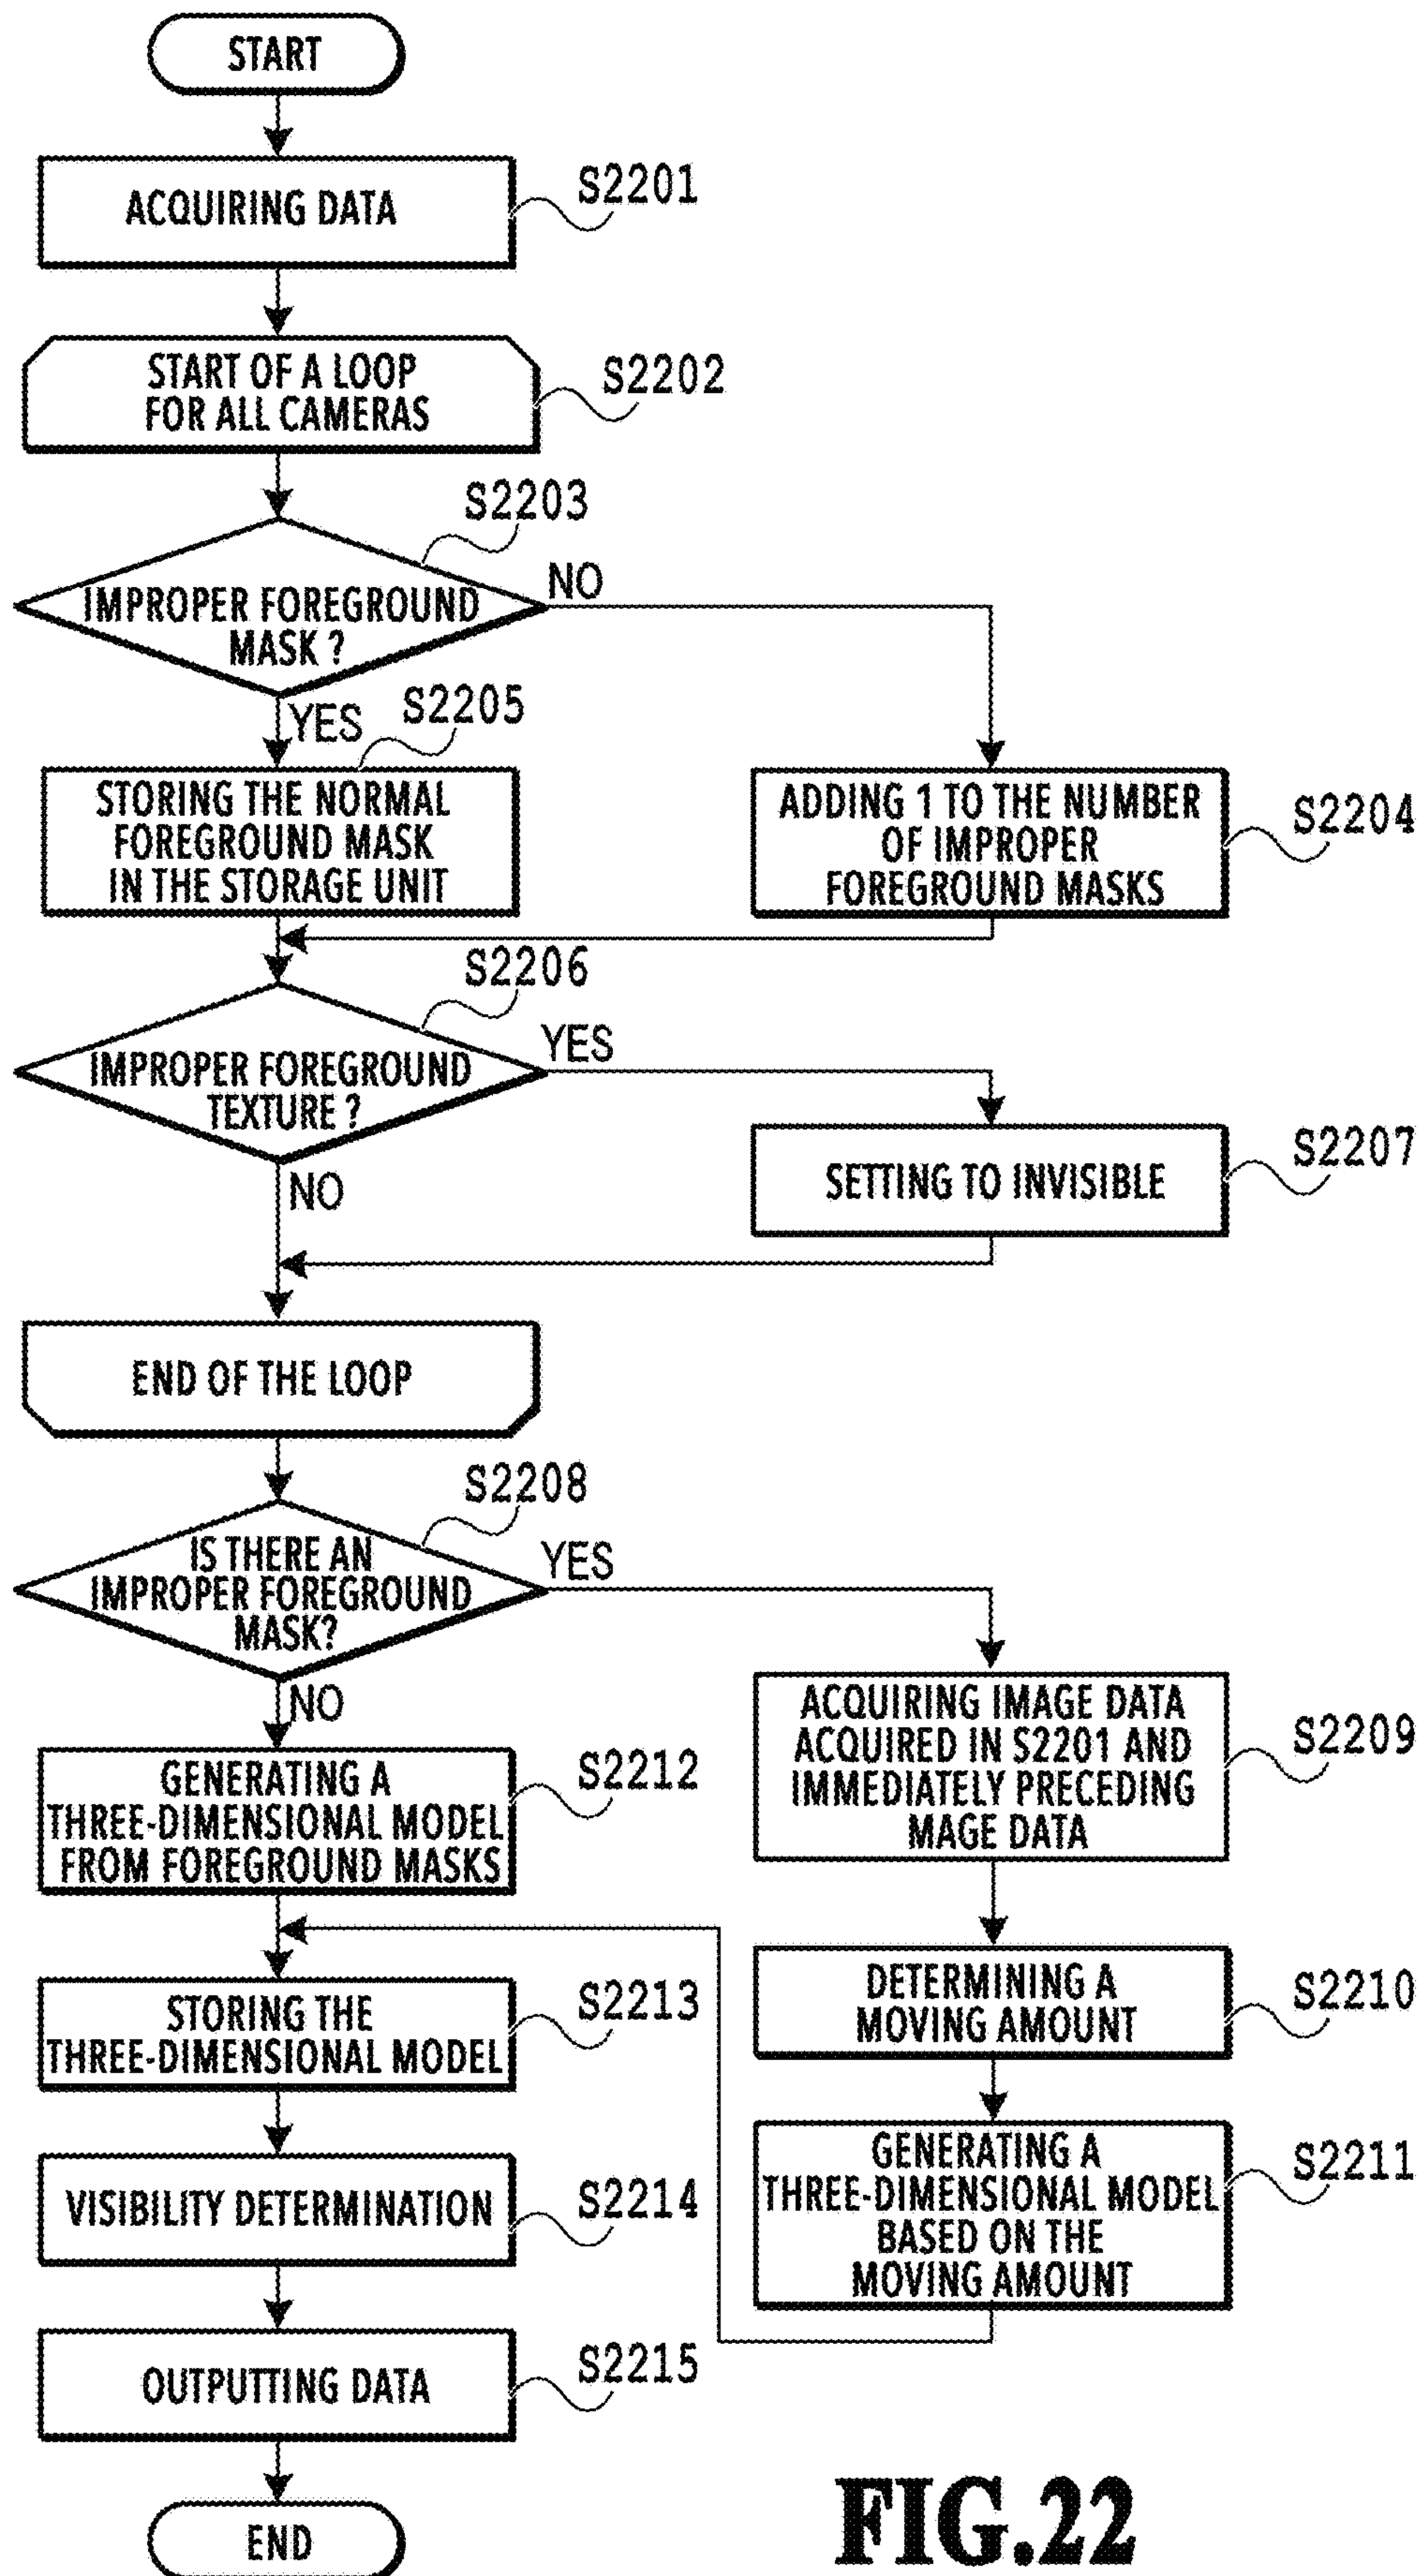 START
ACQUIRING DATA
S2201
START OF A LOOP
FOR ALL CAMERAS
S2202
S2203
IMPROPER FOREGROUND
MASK ?
NO
YES
S2205
STORING THE NORMAL
FOREGROUND MASK
IN THE STORAGE UNIT
ADDING 1 TO THE NUMBER
OF IMPROPER
FOREGROUND MASKS
S2204
S2206
IMPROPER FOREGROUND
TEXTURE ?
YES
NO
SETTING TO INVISIBLE
S2207
END OF THE LOOP
S2208
IS THERE AN
IMPROPER FOREGROUND
MASK?
YES
NO
ACQUIRING IMAGE DATA
ACQUIRED IN S2201 AND
IMMEDIATELY PRECEDING
MAGE DATA
S2209
GENERATING A
THREE-DIMENSIONAL MODEL
FROM FOREGROUND MASKS
S2212
DETERMINING A
MOVING AMOUNT
S2210
STORING THE
THREE-DIMENSIONAL MODEL
S2213
GENERATING A
THREE-DIMENSIONAL MODEL
BASED ON THE
MOVING AMOUNT
S2211
VISIBILITY DETERMINATION
S2214
OUTPUTTING DATA
S2215
END
FIG.22